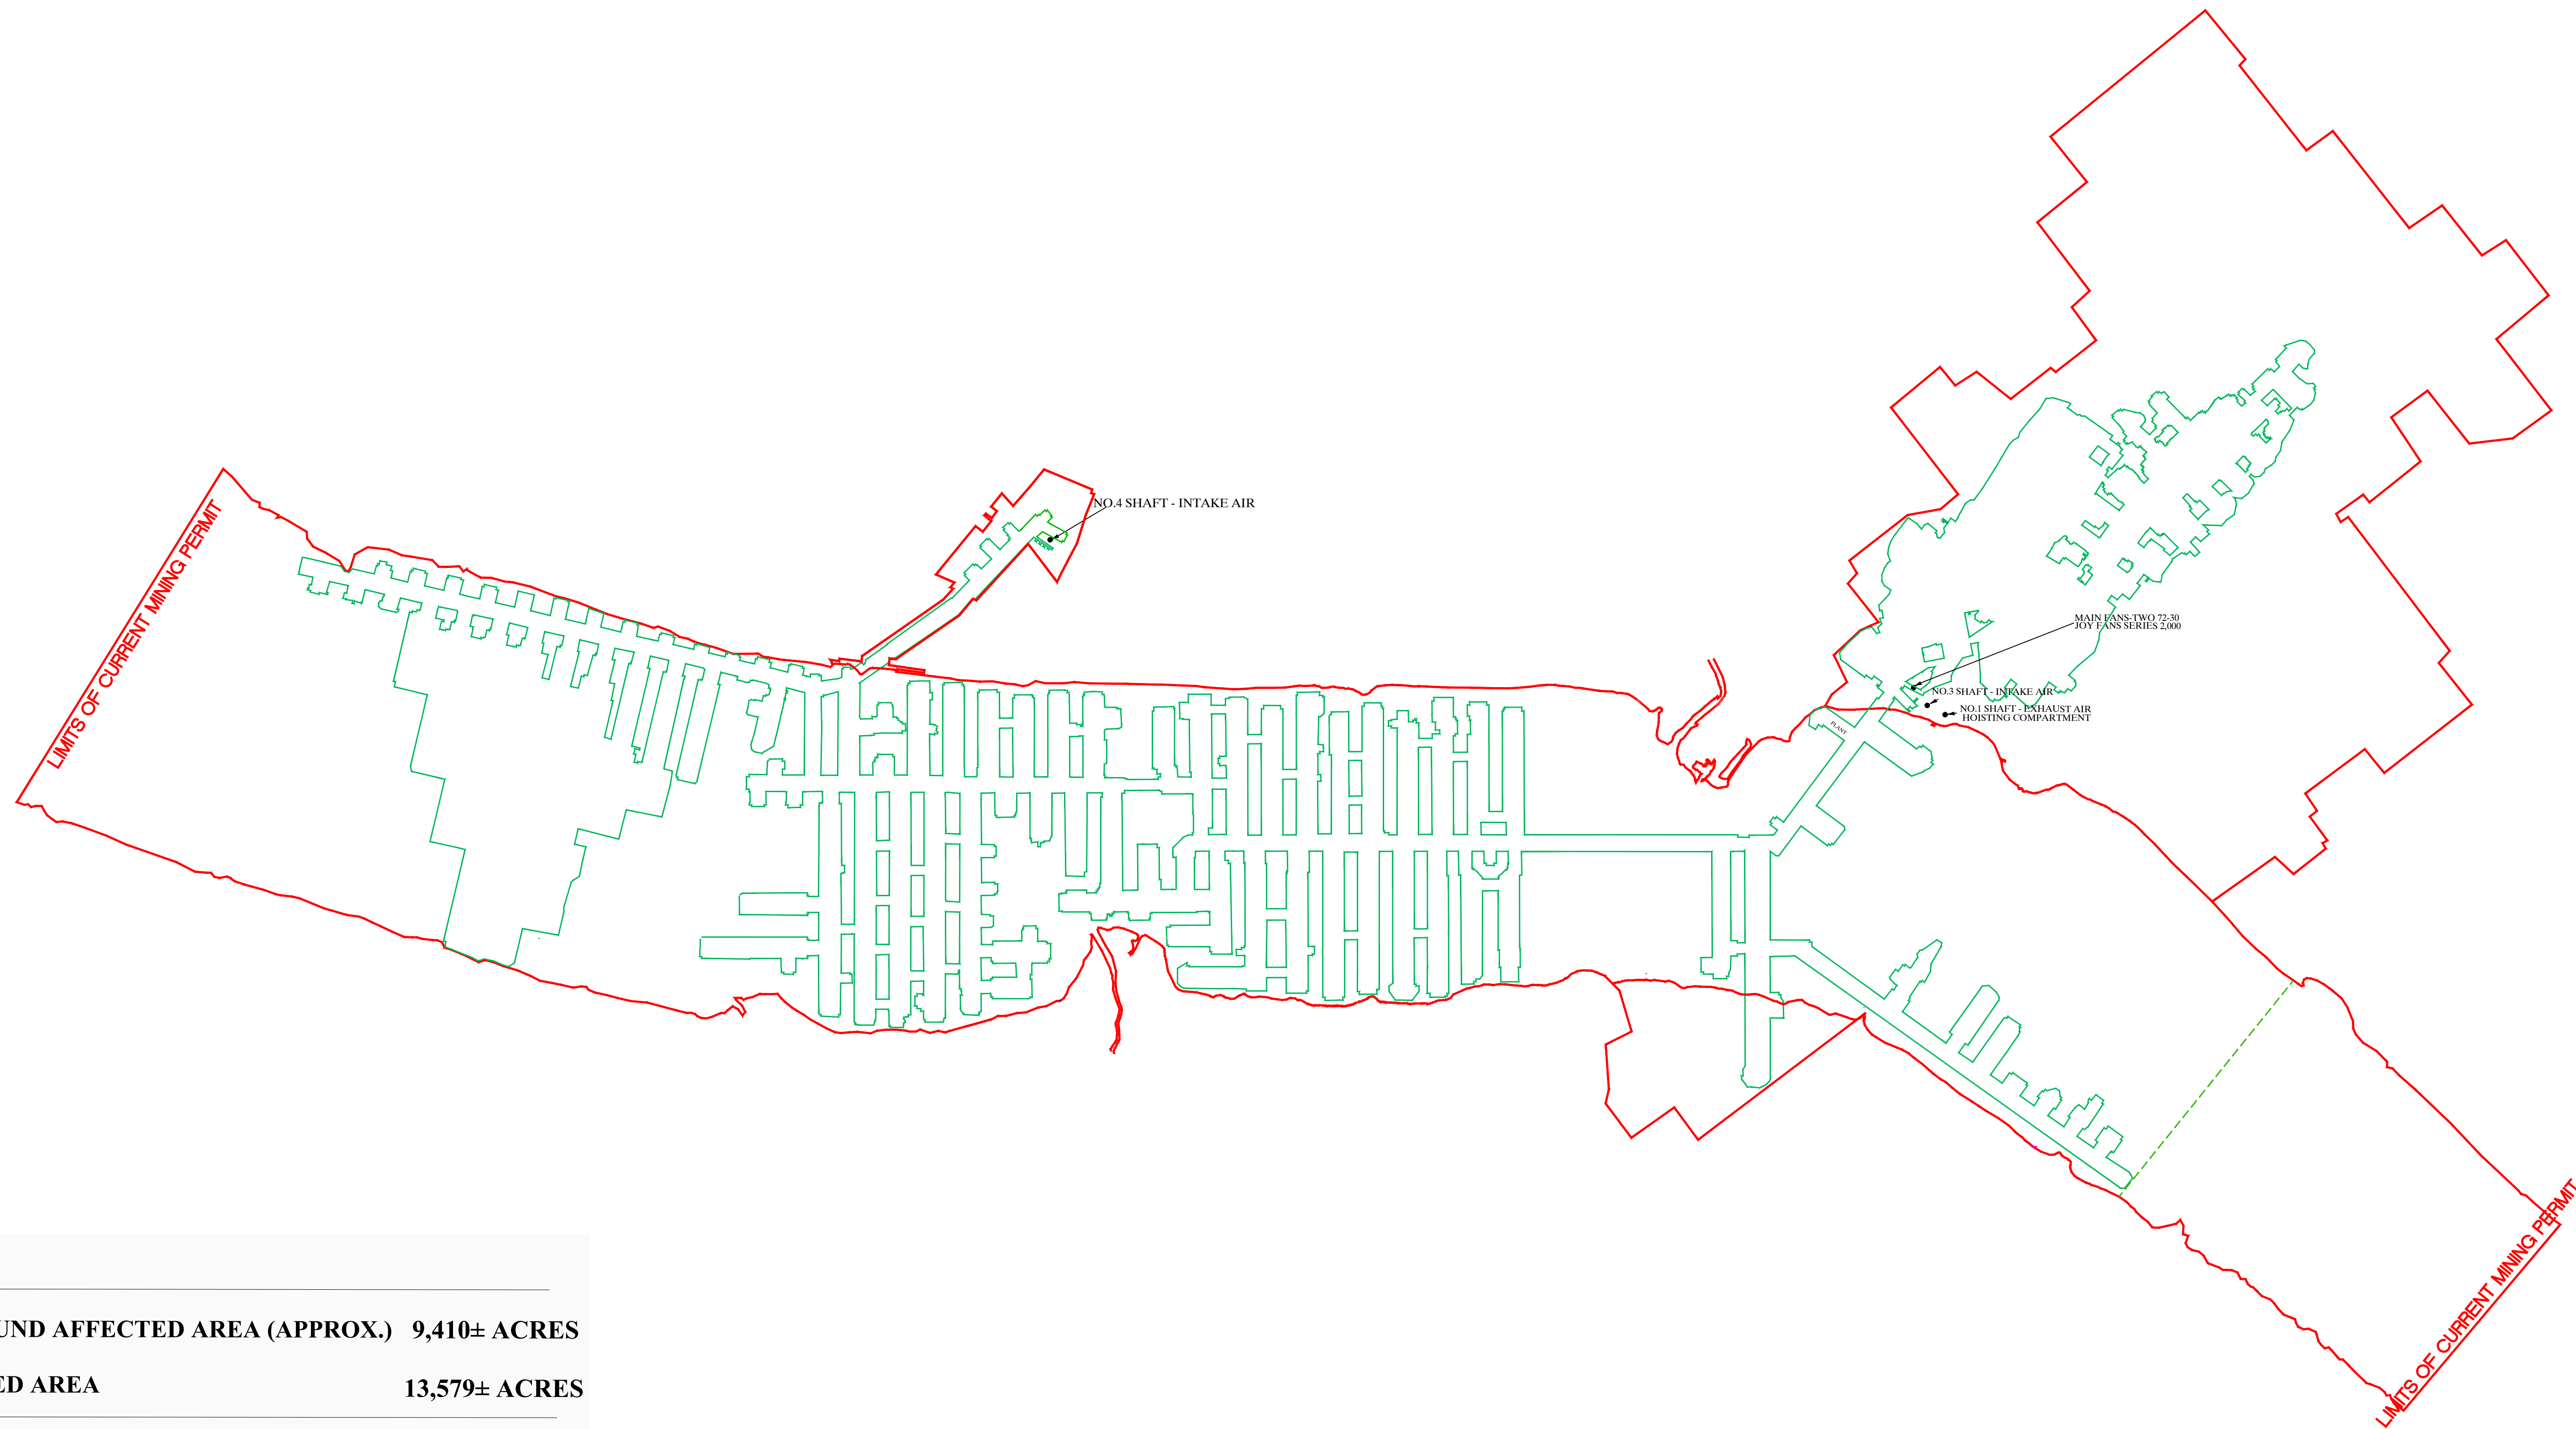 LIMITS OF CURRENT MINING PERMIT
NO.4 SHAFT - INTAKE AIR
MAIN FANS-TWO 72-30
JOY FANS SERIES 2,000
NO.3 SHAFT - INTAKE AIR
NO.1 SHAFT - EXHAUST AIR
HOISTING COMPARTMENT
PLANT
LIMITS OF CURRENT MINING PERMIT
UND AFFECTED AREA (APPROX.) 9,410± ACRES
ED AREA 13,579± ACRES